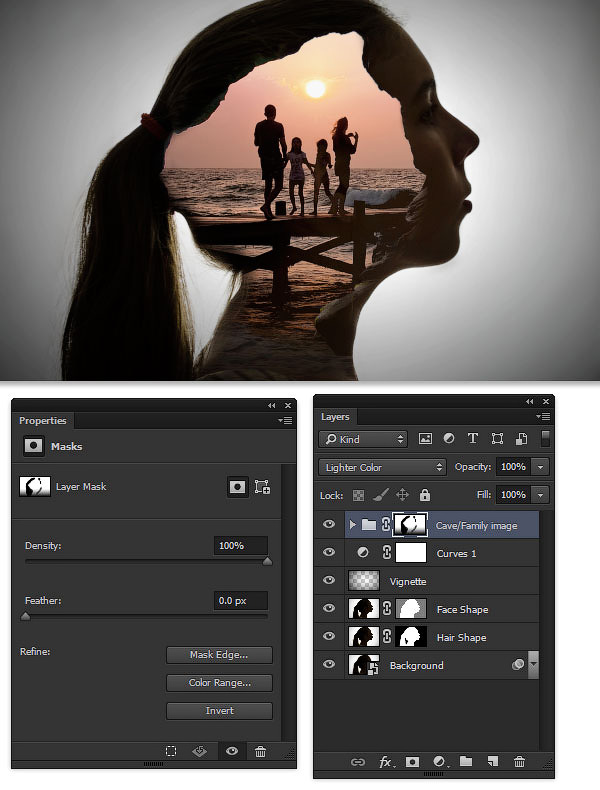 Properties
Masks
Layer Mask
Density:
100%
Feather:
0.0 px
Refine:
Mask Edge...
Color Range...
Invert
Layers
Kind
T
Lighter Color
Opacity:
100%
Lock:
Fill:
100%
Cave/Family image
Curves 1
Vignette
Face Shape
Hair Shape
Background
fx